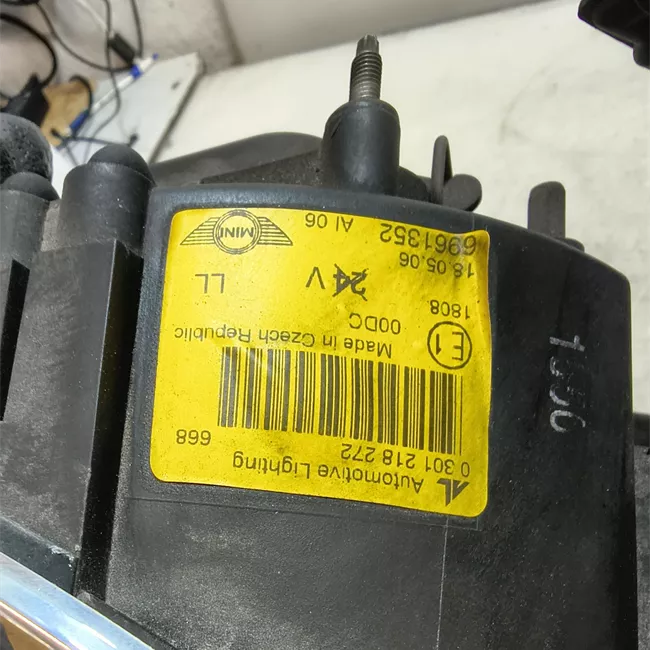 AL Automotive Lighting
0 301 218 272 668
Made in Czech Republic.
E1 00DC
1808.
24 V LL
18.05.06
6961352 AI 06 MINI